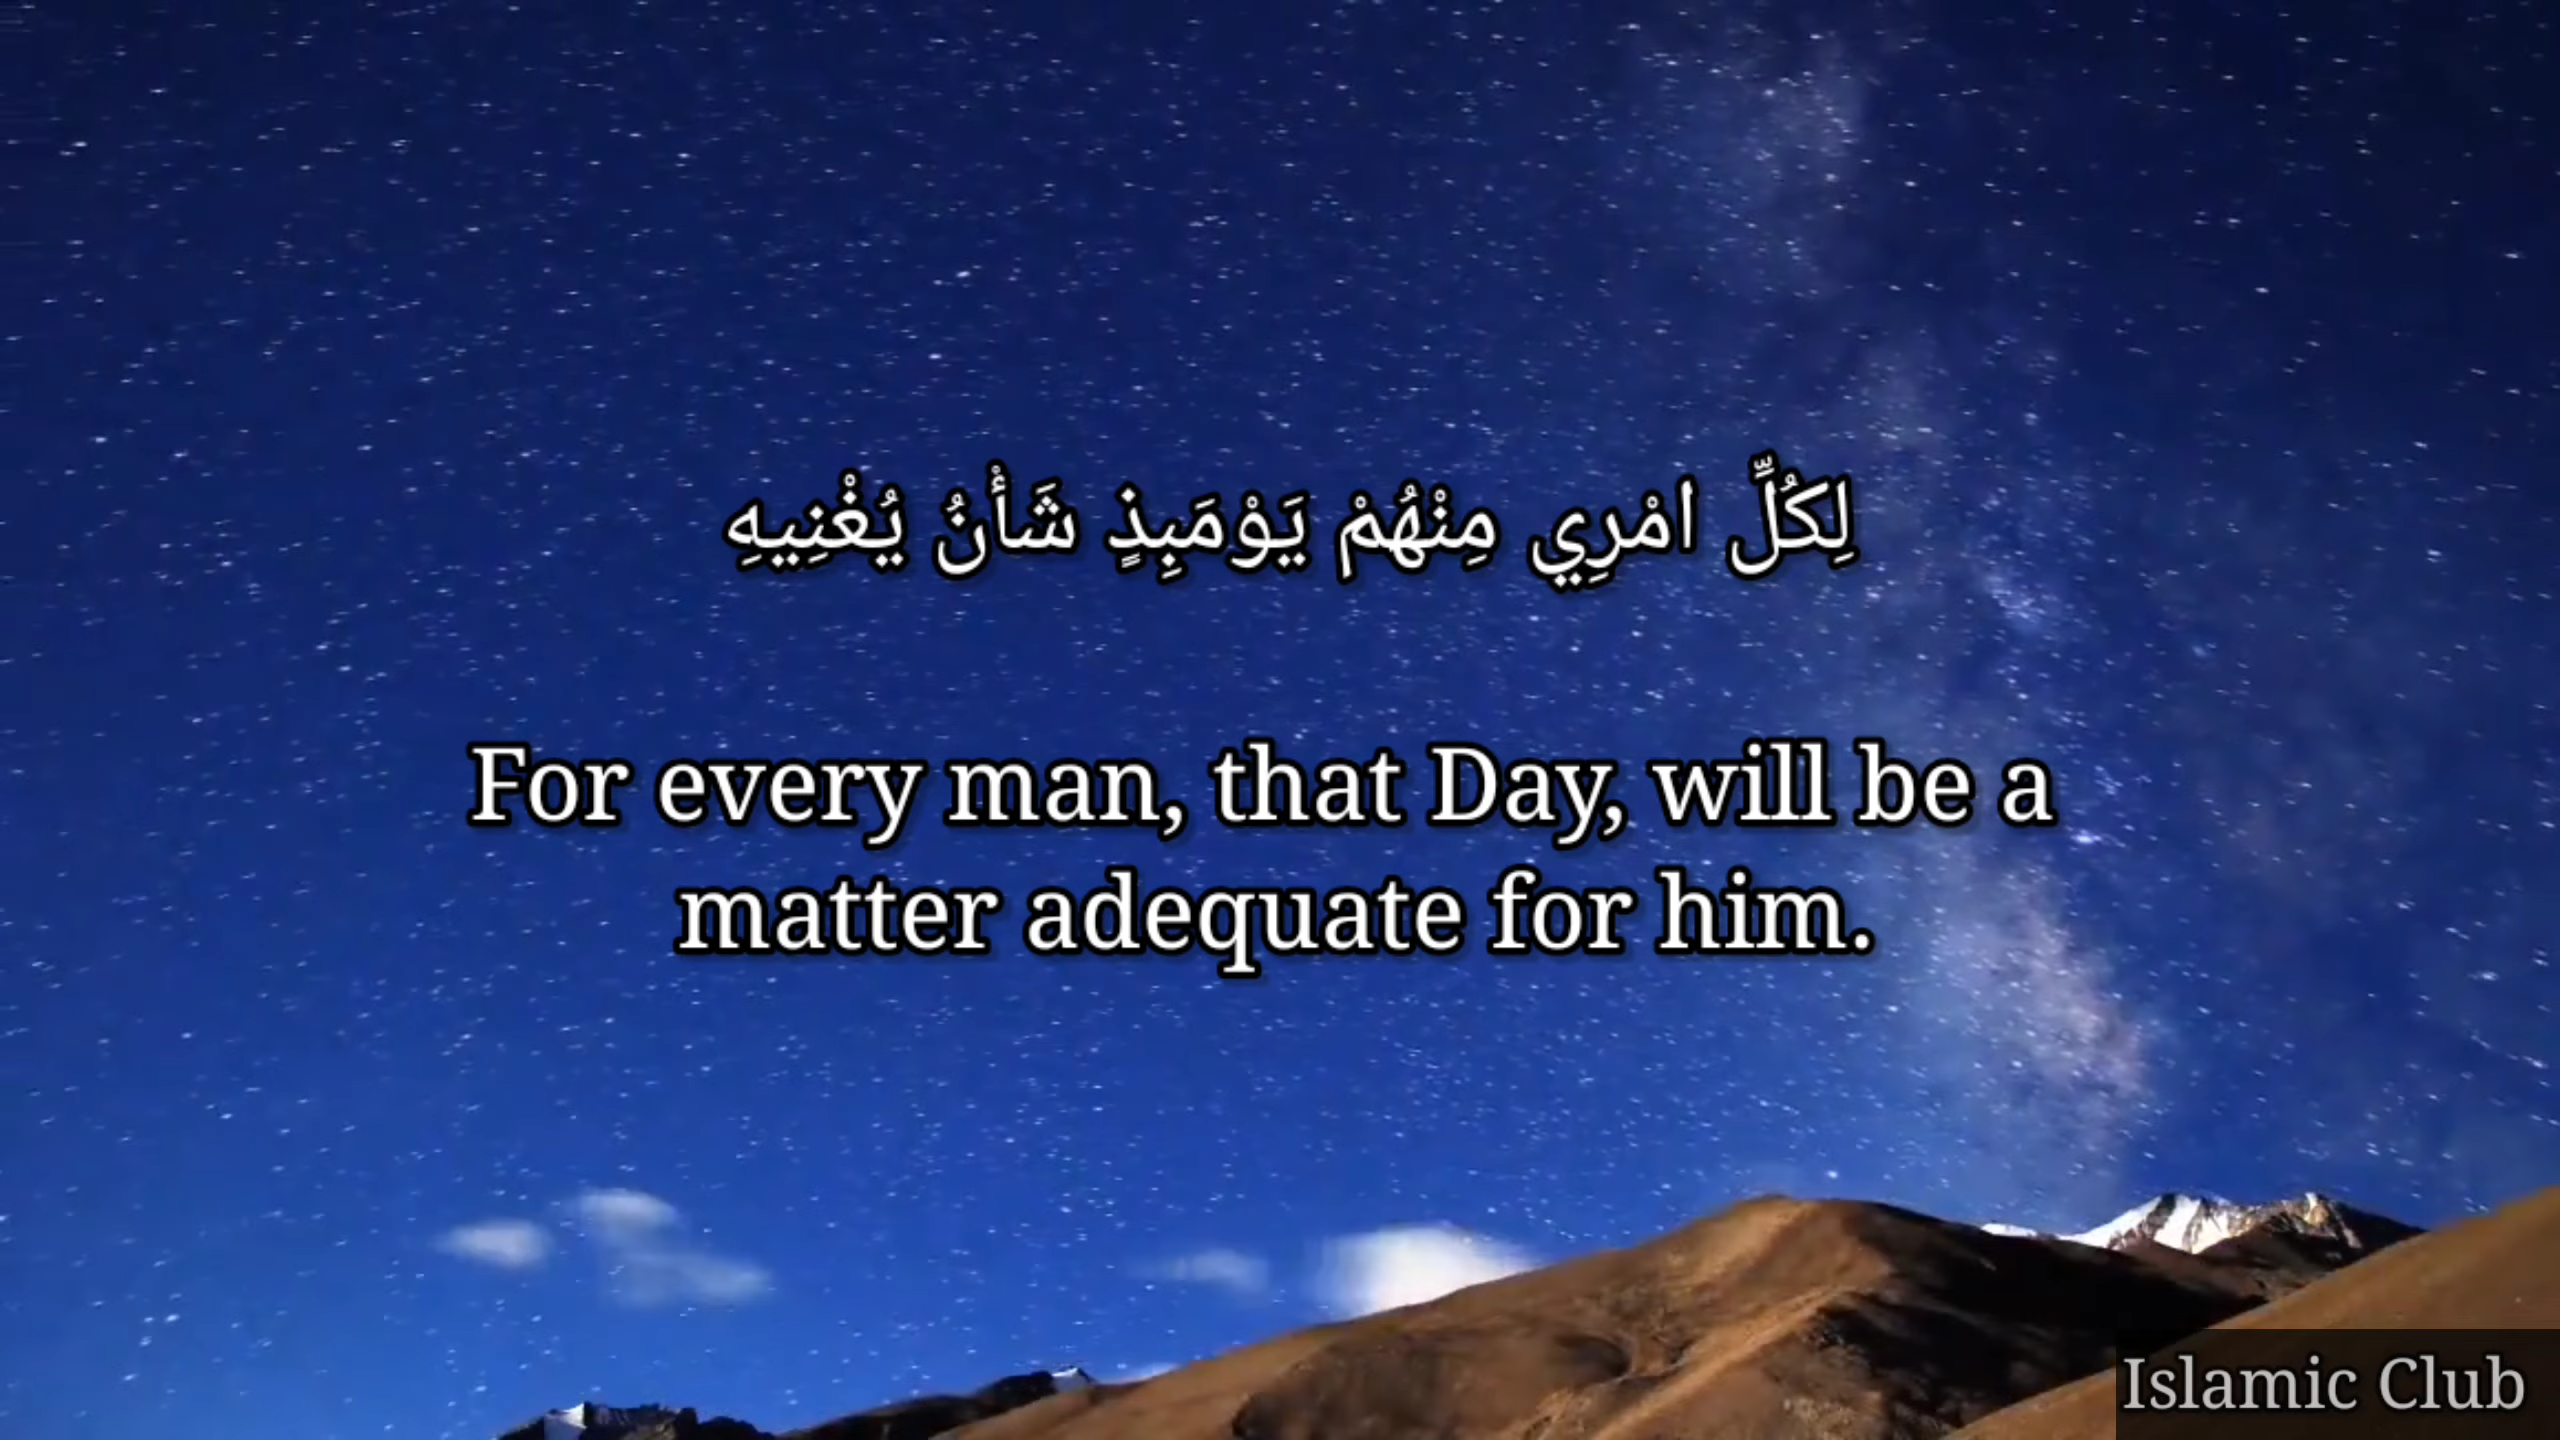 لِكُلِّ امْرِي مِنْهُمْ يَوْمَبِذٍ شَأْنُ يُغْنِيهِ
For every man, that Day, will be a
matter adequate for him.
Islamic Club